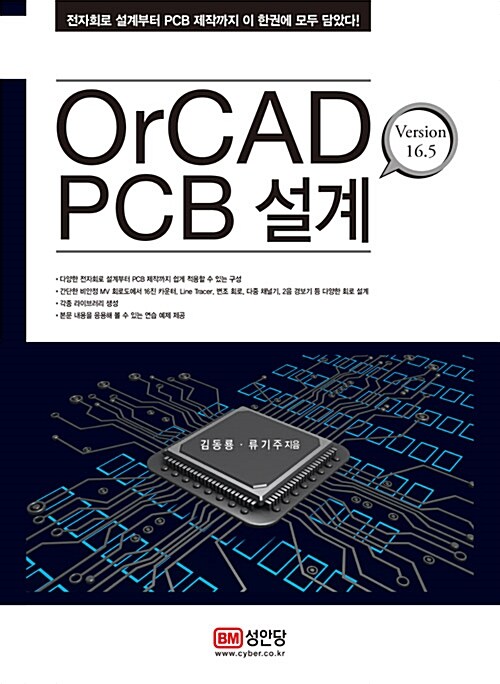 전자회로 설계부터 PCB 제작까지 이 한권에 모두 담았다!
OrCAD
PCB 설계
Version
16.5
• 다양한 전자회로 설계부터 PCB 제작까지 쉽게 적용할 수 있는 구성
• 간단한 비안정 MV 회로도에서 16진 카운터, Line Tracer, 변조 회로, 다중 채널기, 2음 경보기 등 다양한 회로 설계
• 각종 라이브러리 생성
• 본문 내용을 응용해 볼 수 있는 연습 예제 제공
김동룡 · 류기주 지음
BM 성안당
www.cyber.co.kr